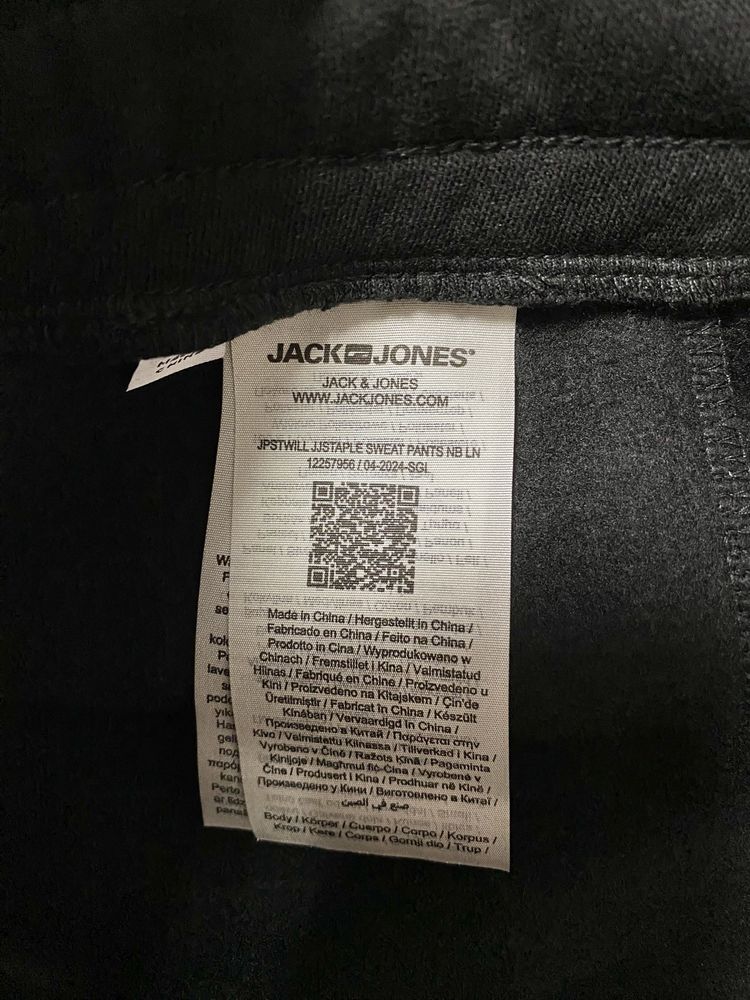 JACK JONES®
JACK & JONES
WWW.JACKJONES.COM
JPSTWILL JJSTAPLE SWEAT PANTS NB LN
12257956 / 04-2024-SGL
Made in China / Hergestellt in China /
Fabricado en China / Feito na China /
Prodotto in Cina / Wyprodukowano w
Chinach / Fremstillet i Kina / Valmistatud
Hiinas / Fabriqué en Chine / Proizvedeno u
Kini / Proizvedeno na Kitajskem / Çin'de
Üretilmiştir / Fabricat în China / Készült
Kínában / Vervaardigd in China /
Произведено в Китай / Παράγεται στην
Κίνα / Valmistettu Kiinassa / Tillverkad i Kina /
Vyrobeno v Číně / Ražots Ķīnā / Pagaminta
Kinijoje / Maghmul fiċ-Ċina / Vyrobené v
Číne / Produsert i Kina / Prodhuar në Kinë /
Произведено у Кини / Виготовлено в Китаї /
صنع في الصين
Body / Körper / Cuerpo / Corpo / Korpus /
Krop / Kere / Corps / Gornji dio / Trup /